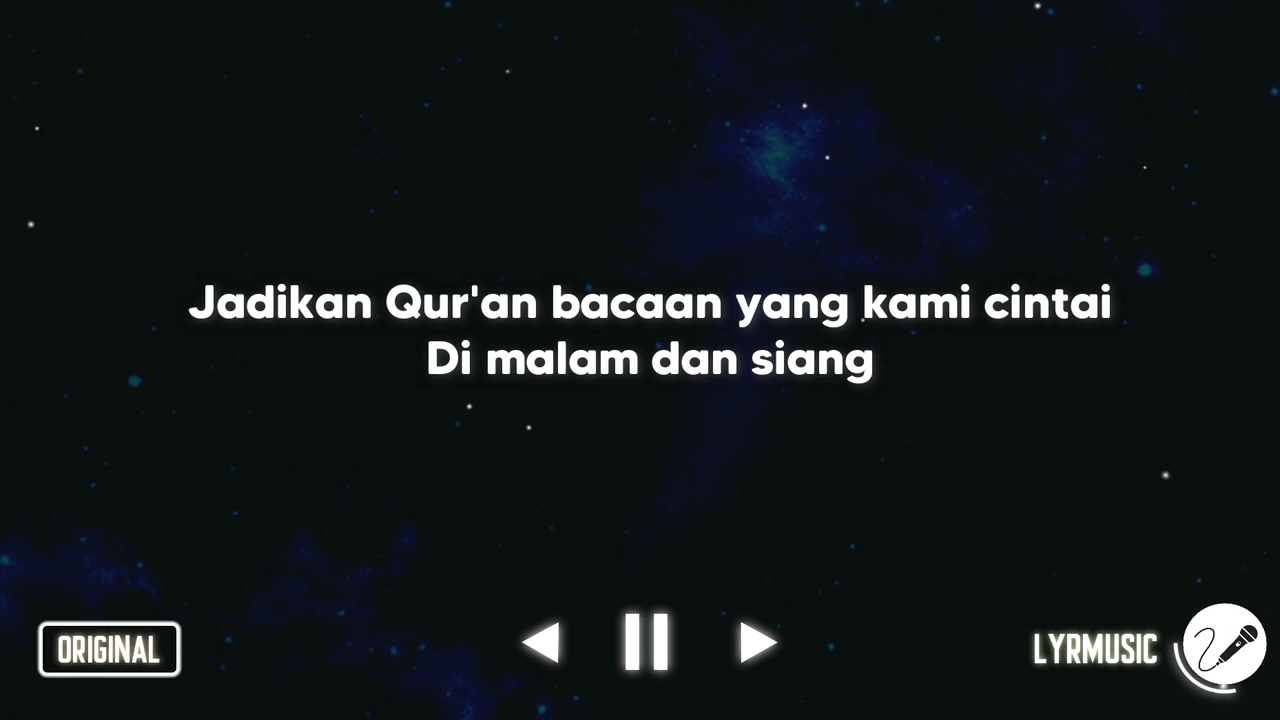 Jadikan Qur'an bacaan yang kami cintai
Di malam dan siang
ORIGINAL
LYRMUSIC